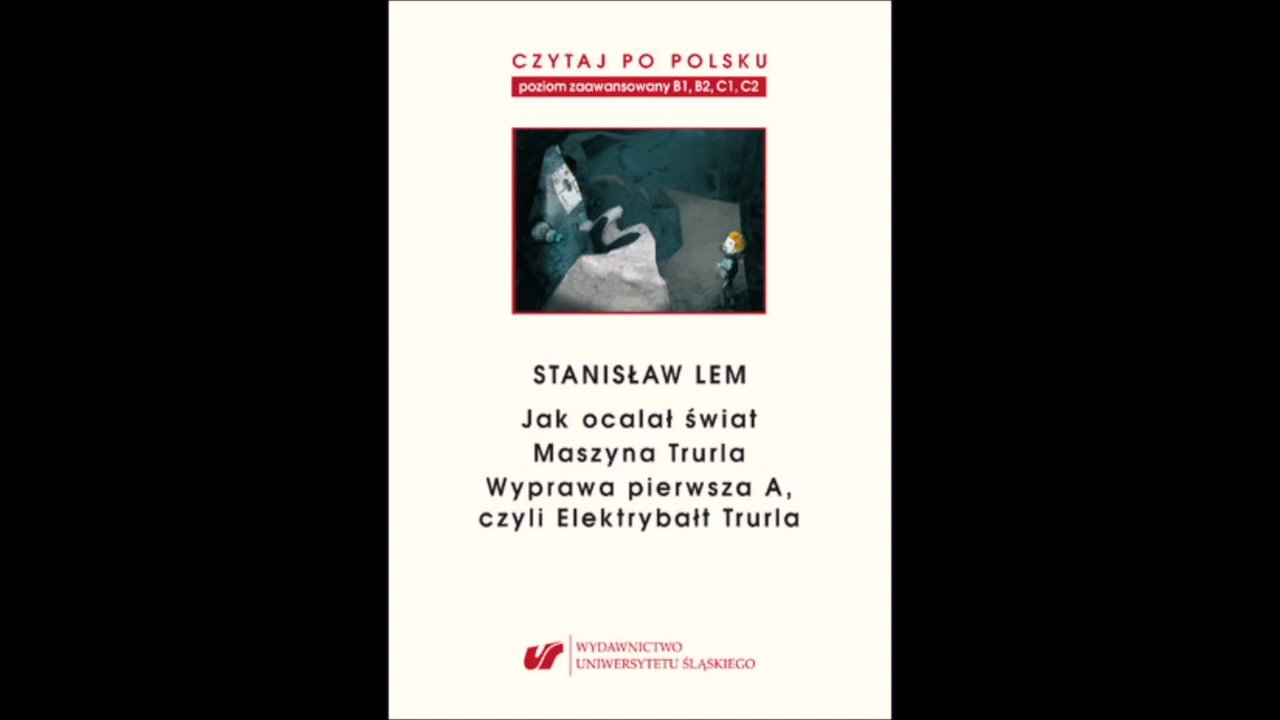 CZYTAJ PO POLSKU
poziom zaawansowany B1, B2, C1, C2
STANISŁAW LEM
Jak ocalał świat
Maszyna Trurla
Wyprawa pierwsza A,
czyli Elektrybałt Trurla
WYDAWNICTWO
UNIWERSYTETU ŚLĄSKIEGO